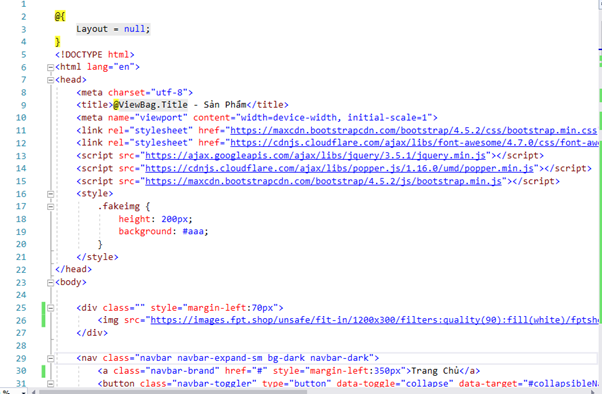 1
2 @{
3 Layout = null;
4 }
5 <!DOCTYPE html>
6 <html lang="en">
7 <head>
8 <meta charset="utf-8">
9 <title>@ViewBag.Title - Sản Phẩm</title>
10 <meta name="viewport" content="width=device-width, initial-scale=1">
11 <link rel="stylesheet" href="https://maxcdn.bootstrapcdn.com/bootstrap/4.5.2/css/bootstrap.min.css
12 <link rel="stylesheet" href="https://cdnjs.cloudflare.com/ajax/libs/font-awesome/4.7.0/css/font-awe
13 <script src="https://ajax.googleapis.com/ajax/libs/jquery/3.5.1/jquery.min.js"></script>
14 <script src="https://cdnjs.cloudflare.com/ajax/libs/popper.js/1.16.0/umd/popper.min.js"></script>
15 <script src="https://maxcdn.bootstrapcdn.com/bootstrap/4.5.2/js/bootstrap.min.js"></script>
16 <style>
17 .fakeimg {
18 height: 200px;
19 background: #aaa;
20 }
21 </style>
22 </head>
23 <body>
24
25 <div class="" style="margin-left:70px">
26 <img src="https://images.fpt.shop/unsafe/fit-in/1200x300/filters:quality(90):fill(white)/fptsho
27 </div>
28
29 <nav class="navbar navbar-expand-sm bg-dark navbar-dark">
30 <a class="navbar-brand" href="#" style="margin-left:350px">Trang Chủ</a>
31 <button class="navbar-toggler" type="button" data-toggle="collapse" data-target="#collapsibleNa
%